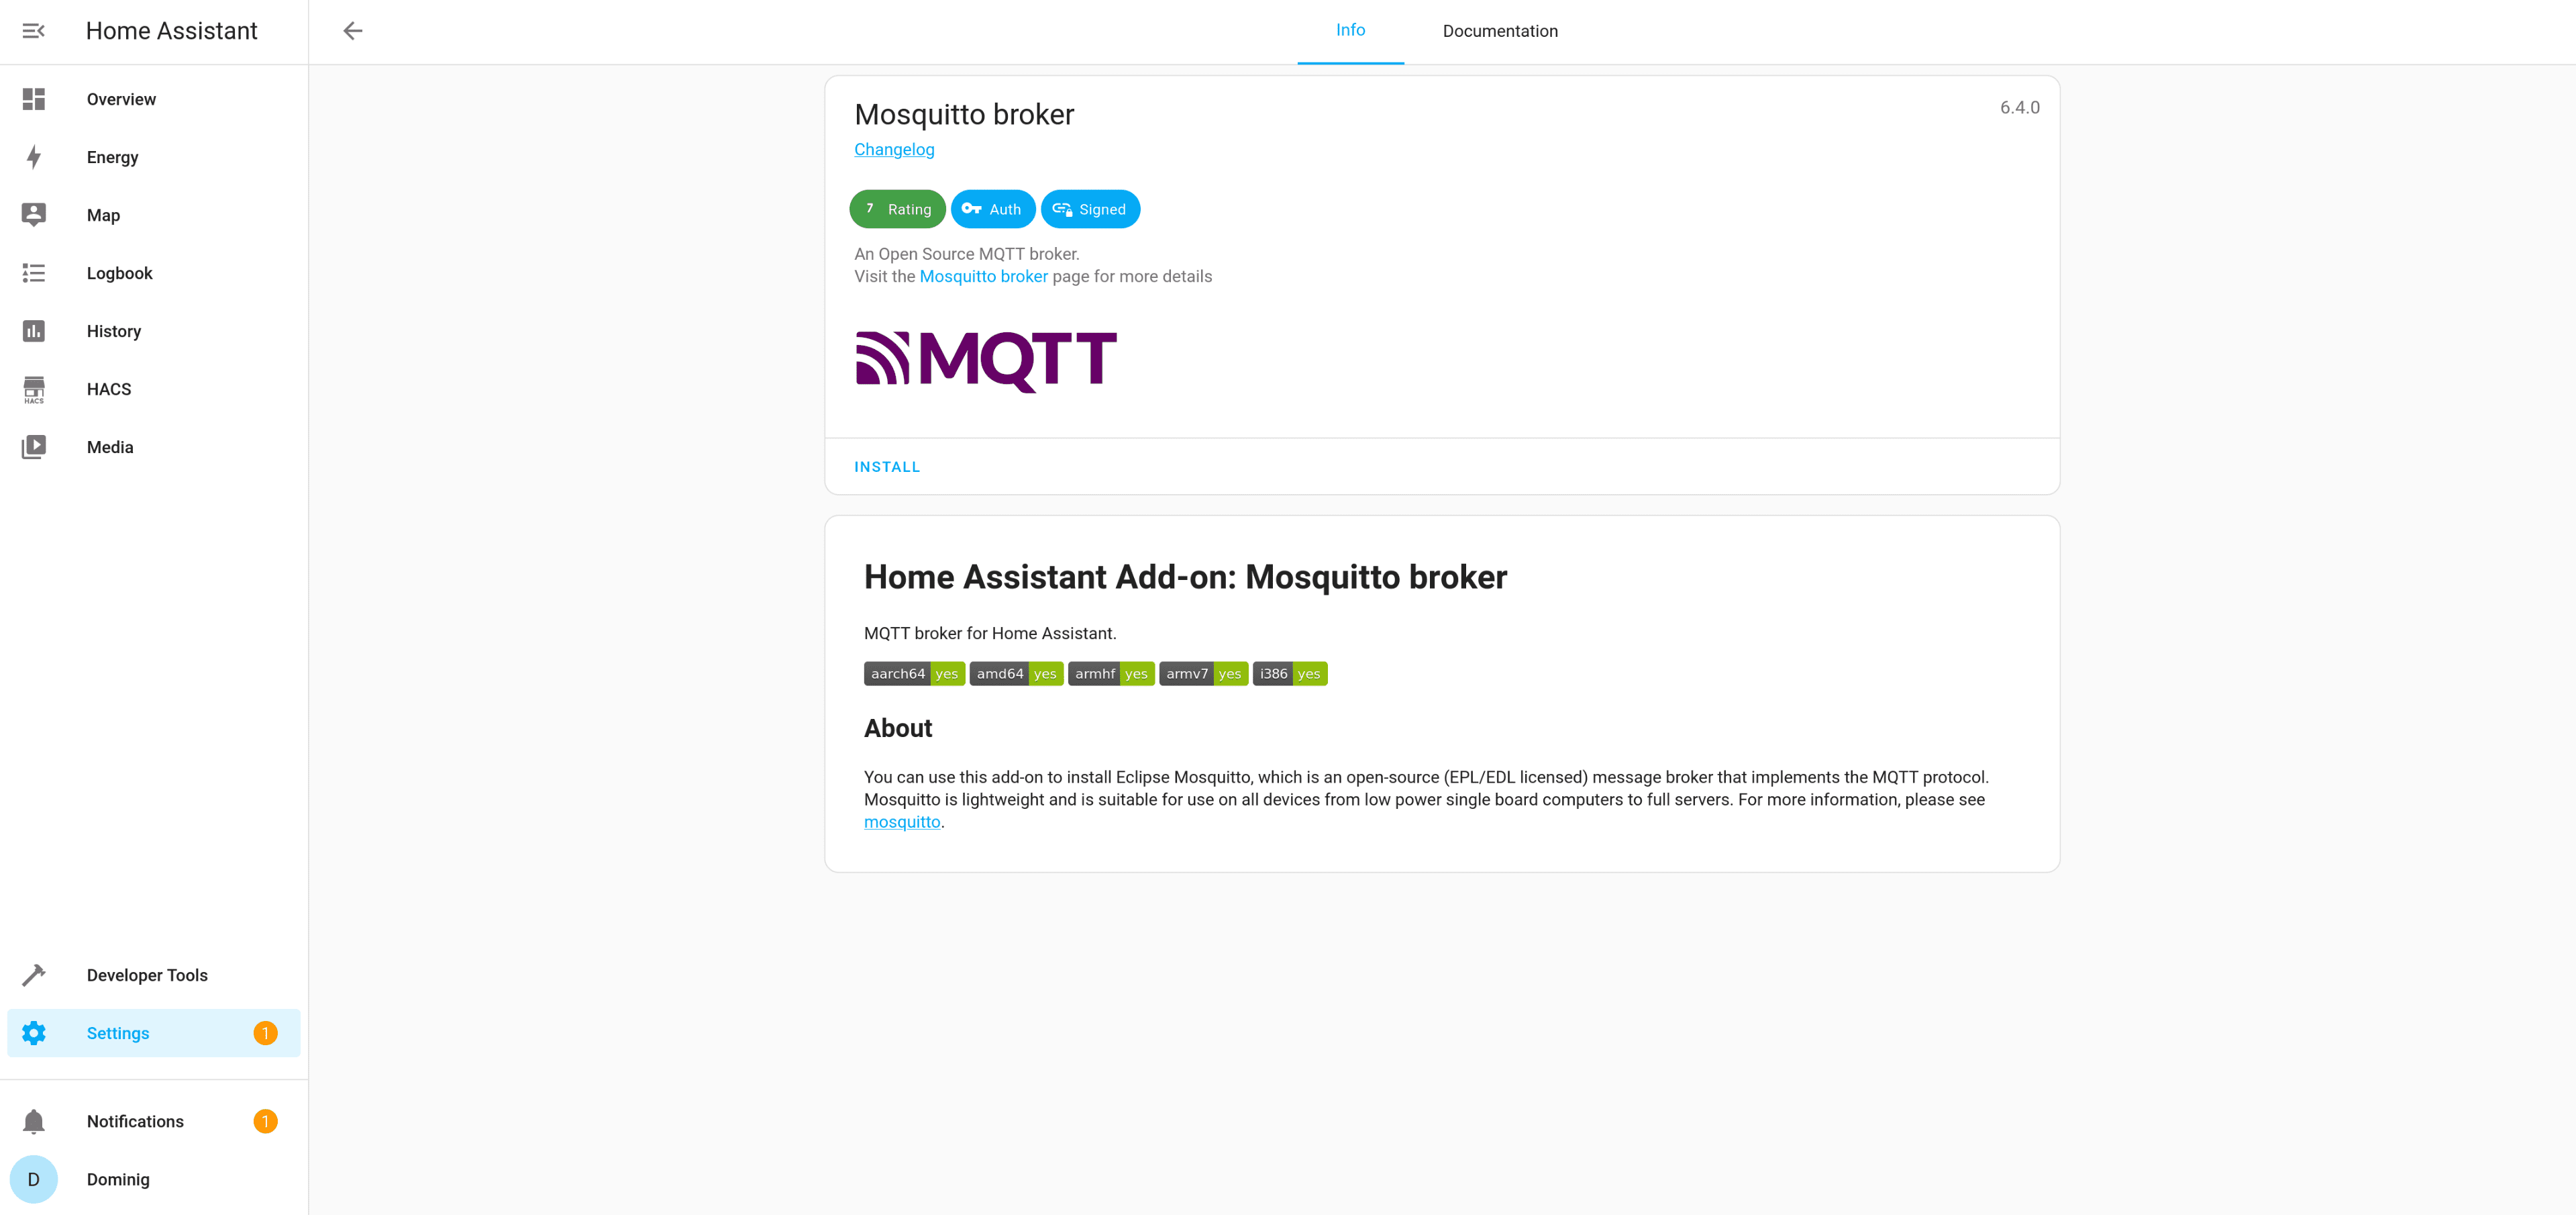 Home Assistant
Info
Documentation
Overview
Energy
Map
Logbook
History
HACS
HACS
Media
Developer Tools
Settings
1
Notifications
1
D
Dominig
Mosquitto broker
6.4.0
Changelog
7 Rating
Auth
Signed
An Open Source MQTT broker.
Visit the Mosquitto broker page for more details
MQTT
INSTALL
Home Assistant Add-on: Mosquitto broker
MQTT broker for Home Assistant.
aarch64 yes amd64 yes armhf yes armv7 yes i386 yes
About
You can use this add-on to install Eclipse Mosquitto, which is an open-source (EPL/EDL licensed) message broker that implements the MQTT protocol.
Mosquitto is lightweight and is suitable for use on all devices from low power single board computers to full servers. For more information, please see
mosquitto.